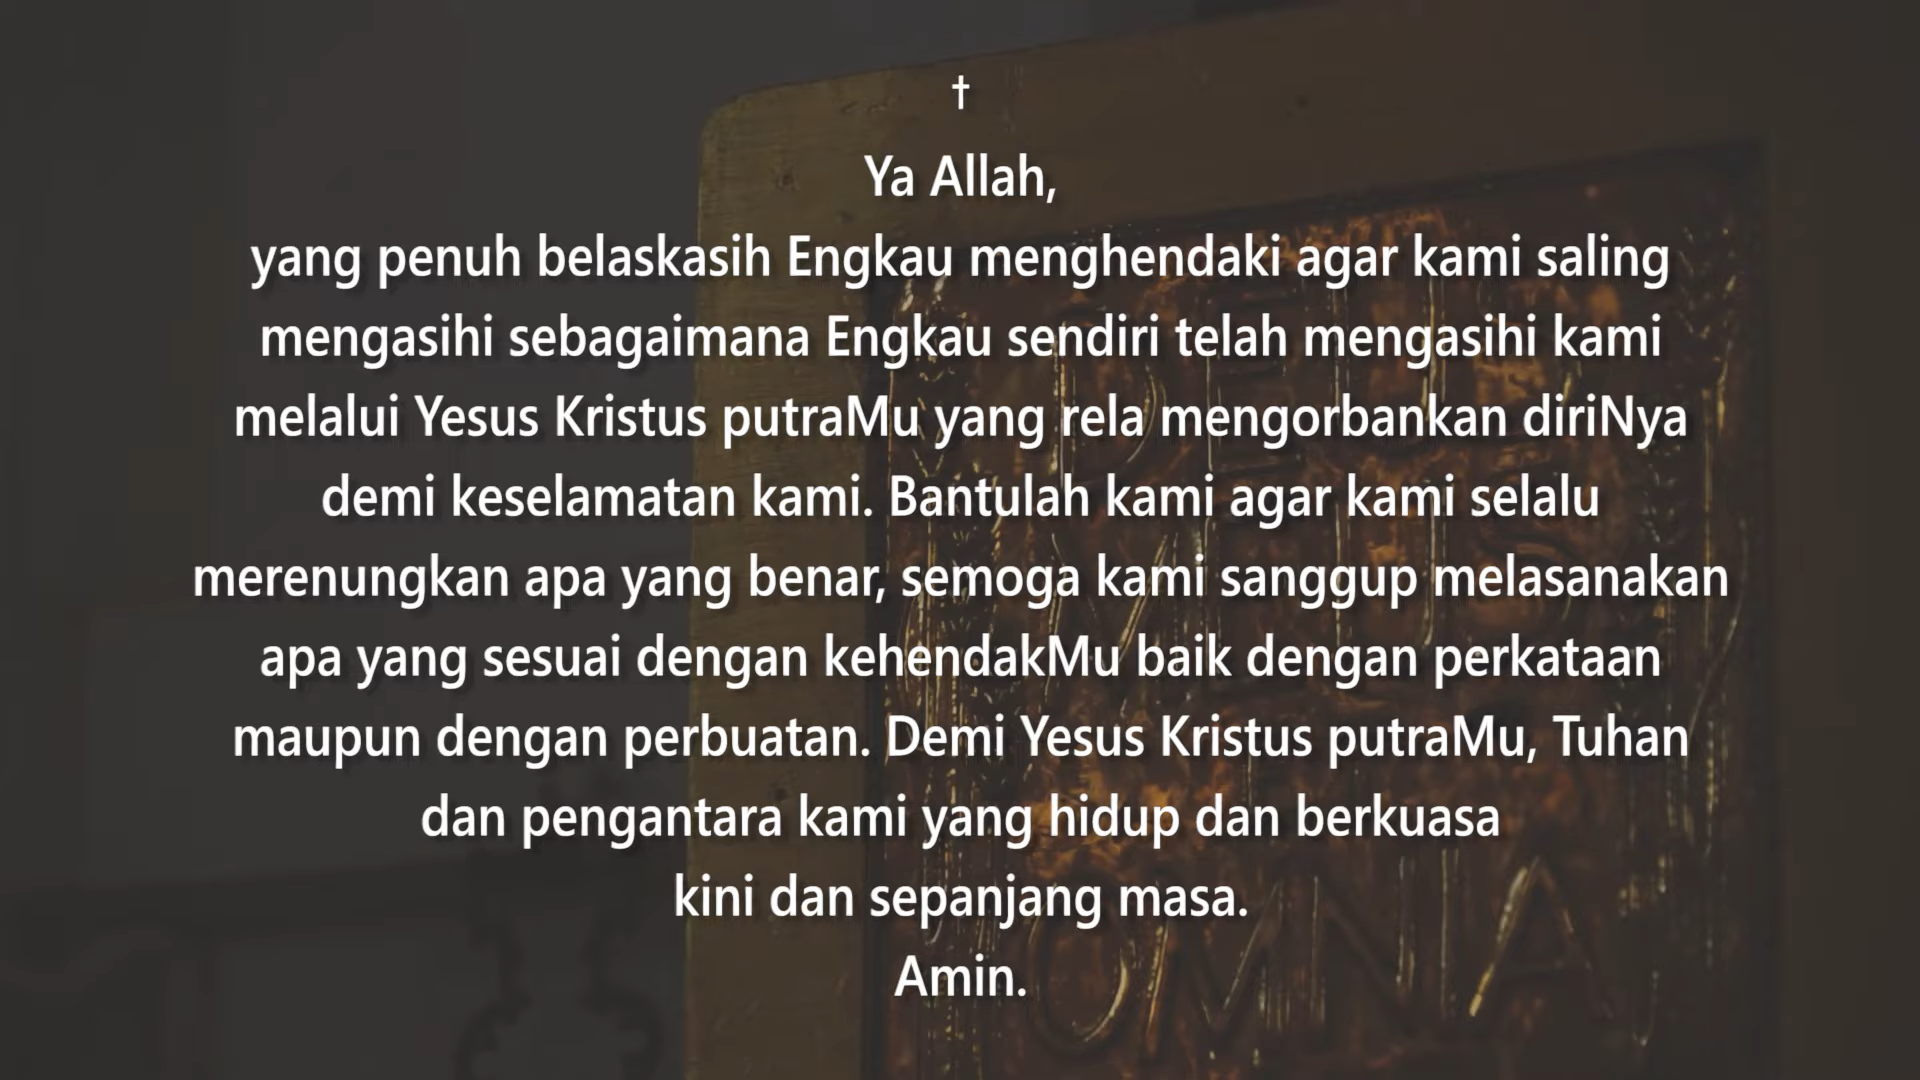 †
Ya Allah,
yang penuh belaskasih Engkau menghendaki agar kami saling
mengasihi sebagaimana Engkau sendiri telah mengasihi kami
melalui Yesus Kristus putraMu yang rela mengorbankan diriNya
demi keselamatan kami. Bantulah kami agar kami selalu
merenungkan apa yang benar, semoga kami sanggup melasanakan
apa yang sesuai dengan kehendakMu baik dengan perkataan
maupun dengan perbuatan. Demi Yesus Kristus putraMu, Tuhan
dan pengantara kami yang hidup dan berkuasa
kini dan sepanjang masa.
Amin.
OMNIA